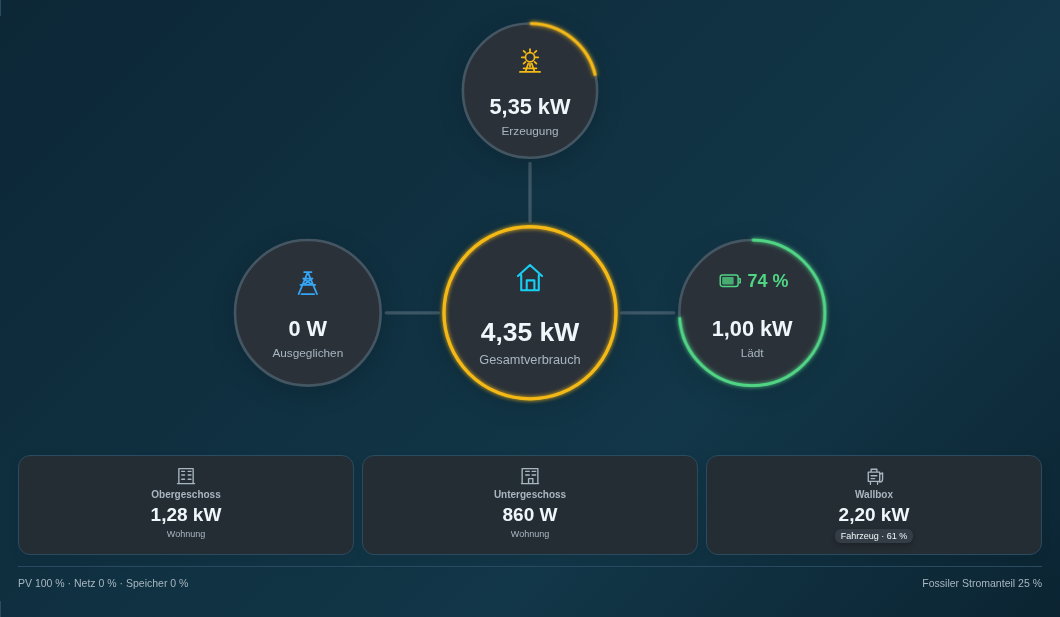 5,35 kW
Erzeugung
0 W
Ausgeglichen
4,35 kW
Gesamtverbrauch
74 %
1,00 kW
Lädt
Obergeschoss
1,28 kW
Wohnung
Untergeschoss
860 W
Wohnung
Wallbox
2,20 kW
Fahrzeug · 61 %
PV 100 % · Netz 0 % · Speicher 0 %
Fossiler Stromanteil 25 %